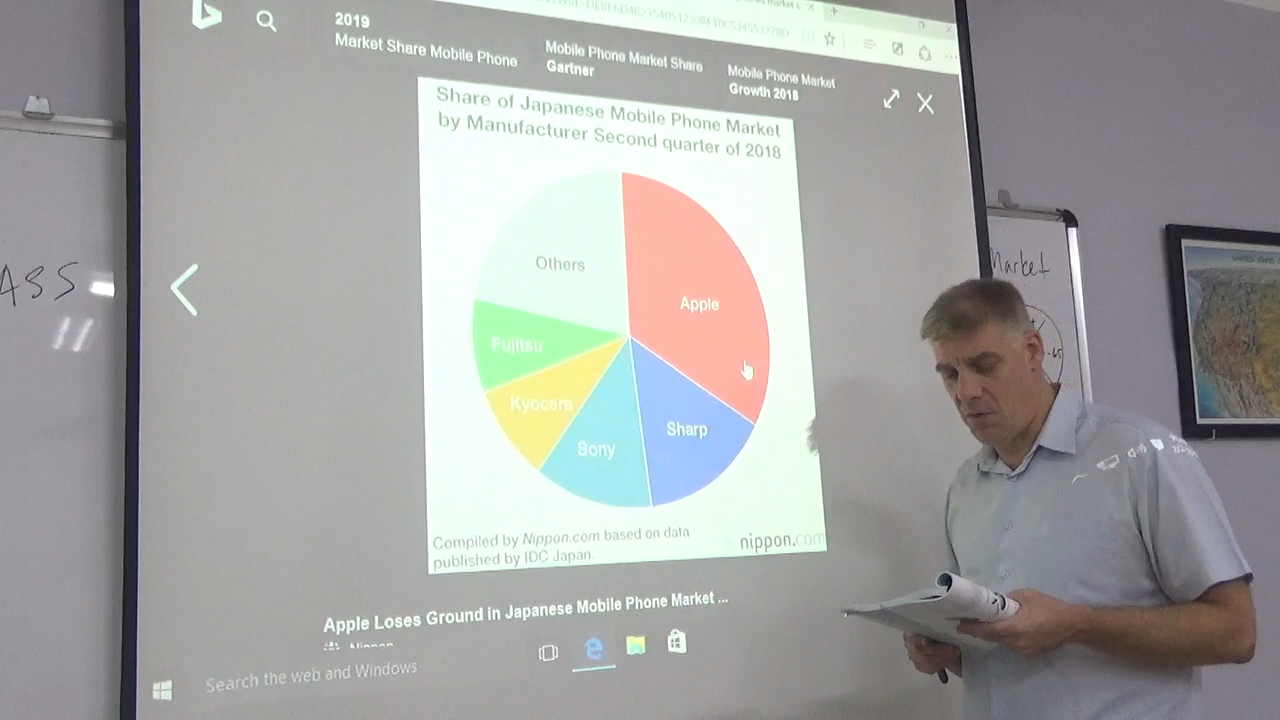 2019
Market Share Mobile Phone
Mobile Phone Market Share
Gartner
Mobile Phone Market
Growth 2018
Share of Japanese Mobile Phone Market
by Manufacturer Second quarter of 2018
Others
Apple
Fujitsu
Kyocera
Sony
Sharp
Compiled by Nippon.com based on data
published by IDC Japan.
nippon.com
Apple Loses Ground in Japanese Mobile Phone Market ...
Search the web and Windows
ASS
Market
UNITED STATES